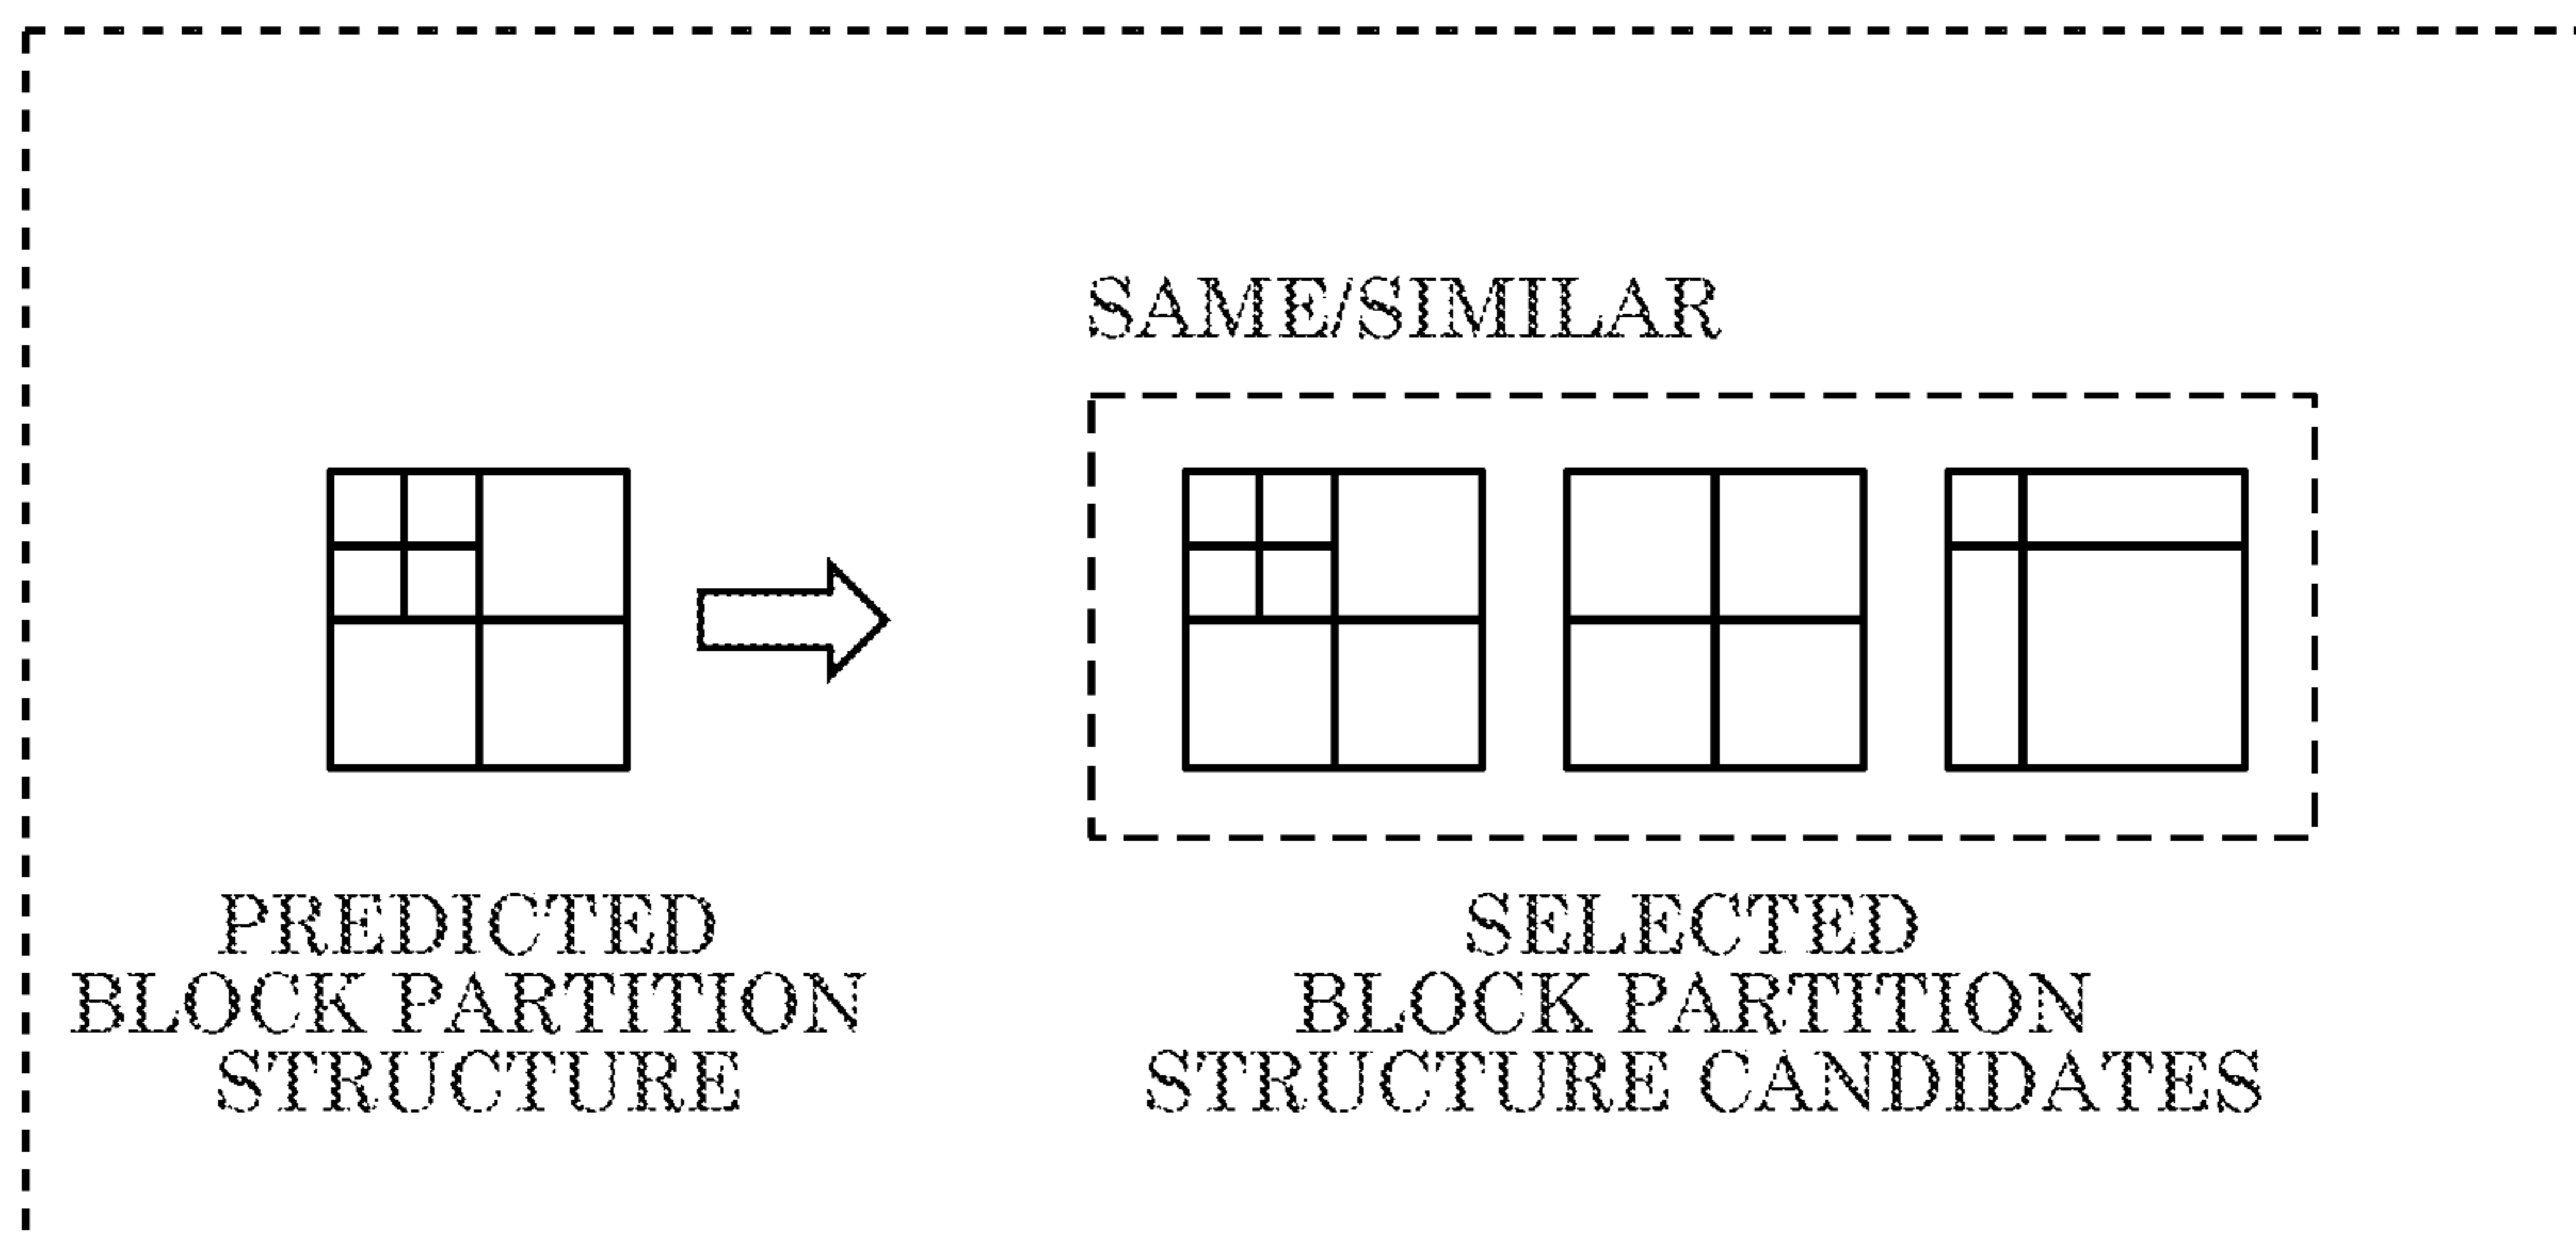 SAME/SIMILAR
PREDICTED
BLOCK PARTITION
STRUCTURE
SELECTED
BLOCK PARTITION
STRUCTURE CANDIDATES